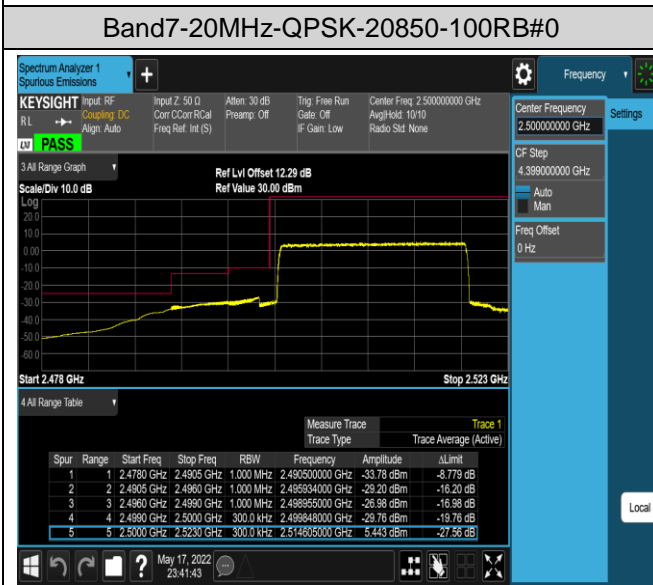 Band7-20MHz-QPSK-20850-100RB#0
Spectrum Analyzer 1
Spurious Emissions
Frequency
KEYSIGHT
RL
Input: RF
Coupling: DC
Align: Auto
Input Z: 50 Ω
Corr CCorr RCal
Freq Ref: Int (S)
Atten: 30 dB
Preamp: Off
Trig: Free Run
Gate: Off
IF Gain: Low
Center Freq: 2.500000000 GHz
Avg|Hold: 10/10
Radio Std: None
LXI PASS
Center Frequency
2.500000000 GHz
Settings
CF Step
4.399000000 GHz
Auto
Man
Freq Offset
0 Hz
3 All Range Graph
Ref Lvl Offset 12.29 dB
Scale/Div 10.0 dB Ref Value 30.00 dBm
Log
20.0
10.0
0.00
-10.0
-20.0
-30.0
-40.0
-50.0
-60.0
Start 2.478 GHz Stop 2.523 GHz
4 All Range Table
Measure Trace Trace 1
Trace Type Trace Average (Active)
Spur Range Start Freq Stop Freq RBW Frequency Amplitude ΔLimit
1 1 2.4780 GHz 2.4905 GHz 1.000 MHz 2.490500000 GHz -33.78 dBm -8.779 dB
2 2 2.4905 GHz 2.4960 GHz 1.000 MHz 2.495934000 GHz -29.20 dBm -16.20 dB
3 3 2.4960 GHz 2.4990 GHz 1.000 MHz 2.498955000 GHz -26.98 dBm -16.98 dB
4 4 2.4990 GHz 2.5000 GHz 300.0 kHz 2.499848000 GHz -29.76 dBm -19.76 dB
5 5 2.5000 GHz 2.5230 GHz 300.0 kHz 2.514605000 GHz 5.443 dBm -27.56 dB
Local
May 17, 2022
23:41:43